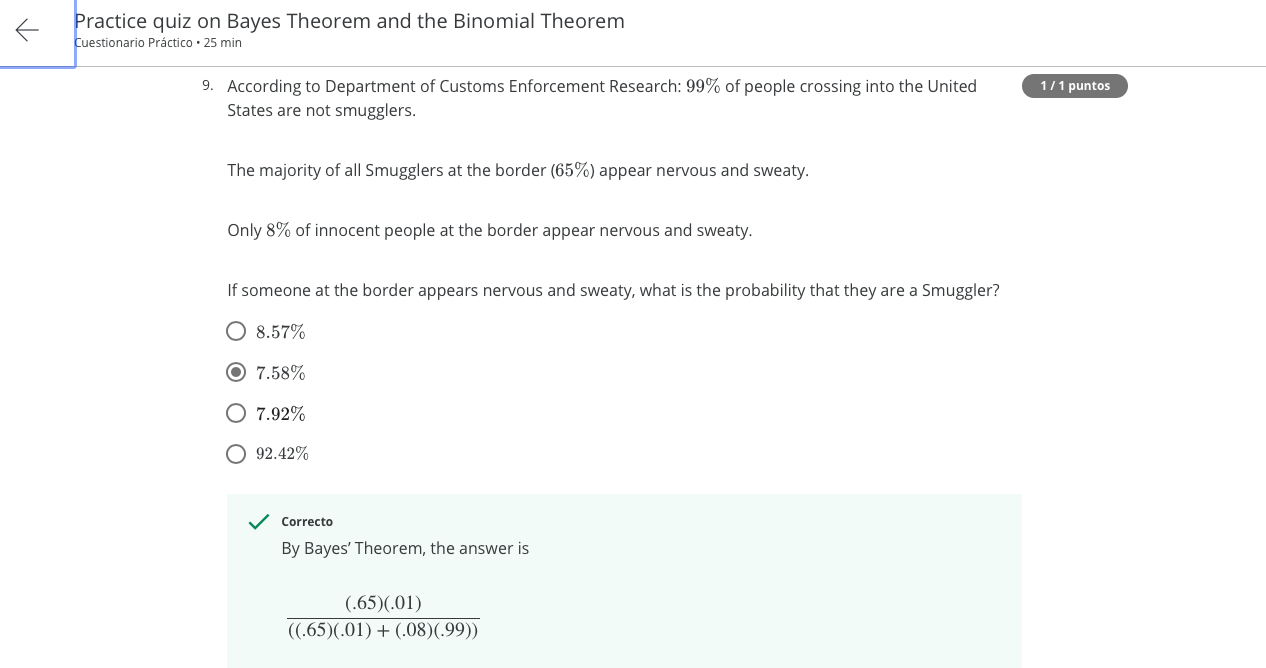 Practice quiz on Bayes Theorem and the Binomial Theorem
Cuestionario Práctico • 25 min
9. According to Department of Customs Enforcement Research: 99% of people crossing into the United
States are not smugglers.
1 / 1 puntos
The majority of all Smugglers at the border (65%) appear nervous and sweaty.
Only 8% of innocent people at the border appear nervous and sweaty.
If someone at the border appears nervous and sweaty, what is the probability that they are a Smuggler?
8.57%
7.58%
7.92%
92.42%
Correcto
By Bayes’ Theorem, the answer is
(.65)(.01)
((.65)(.01) + (.08)(.99))